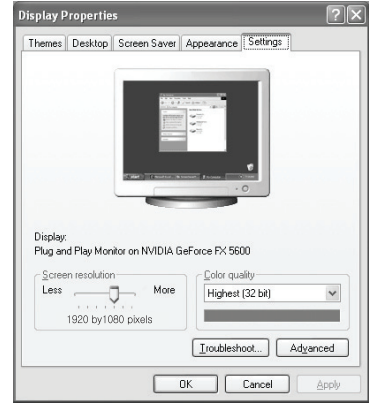 Display Properties
Themes Desktop Screen Saver Appearance Settings
Display:
Plug and Play Monitor on NVIDIA GeForce FX 5600
Screen resolution
Less More
1920 by1080 pixels
Color quality
Highest (32 bit)
Troubleshoot... Advanced
OK Cancel Apply